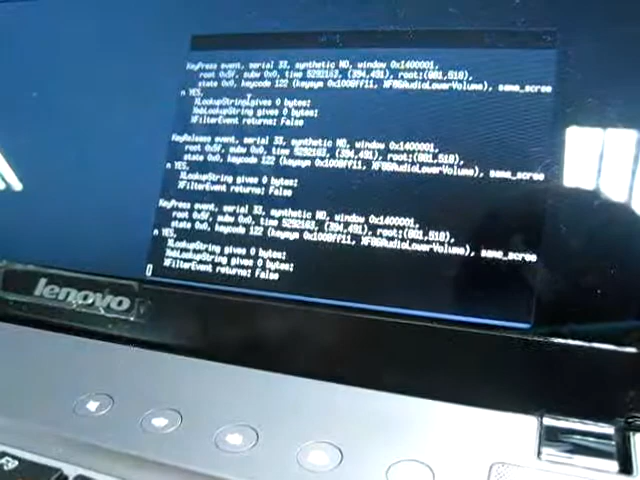 KeyPress event, serial 33, synthetic NO, window 0x1400001,
root 0x5f, subw 0x0, time 5292163, (394,491), root:(881,518),
state 0x0, keycode 122 (keysym 0x1008ff11, XF86AudioLowerVolume), same_scree
n YES,
XLookupString gives 0 bytes:
XmbLookupString gives 0 bytes:
XFilterEvent returns: False
KeyRelease event, serial 33, synthetic NO, window 0x1400001,
root 0x5f, subw 0x0, time 5292163, (394,491), root:(881,518),
state 0x0, keycode 122 (keysym 0x1008ff11, XF86AudioLowerVolume), same_scree
n YES,
XLookupString gives 0 bytes:
XFilterEvent returns: False
KeyPress event, serial 33, synthetic NO, window 0x1400001,
root 0x5f, subw 0x0, time 5292163, (394,491), root:(881,518),
state 0x0, keycode 122 (keysym 0x1008ff11, XF86AudioLowerVolume), same_scree
n YES,
XLookupString gives 0 bytes:
XmbLookupString gives 0 bytes:
XFilterEvent returns: False
lenovo
F9